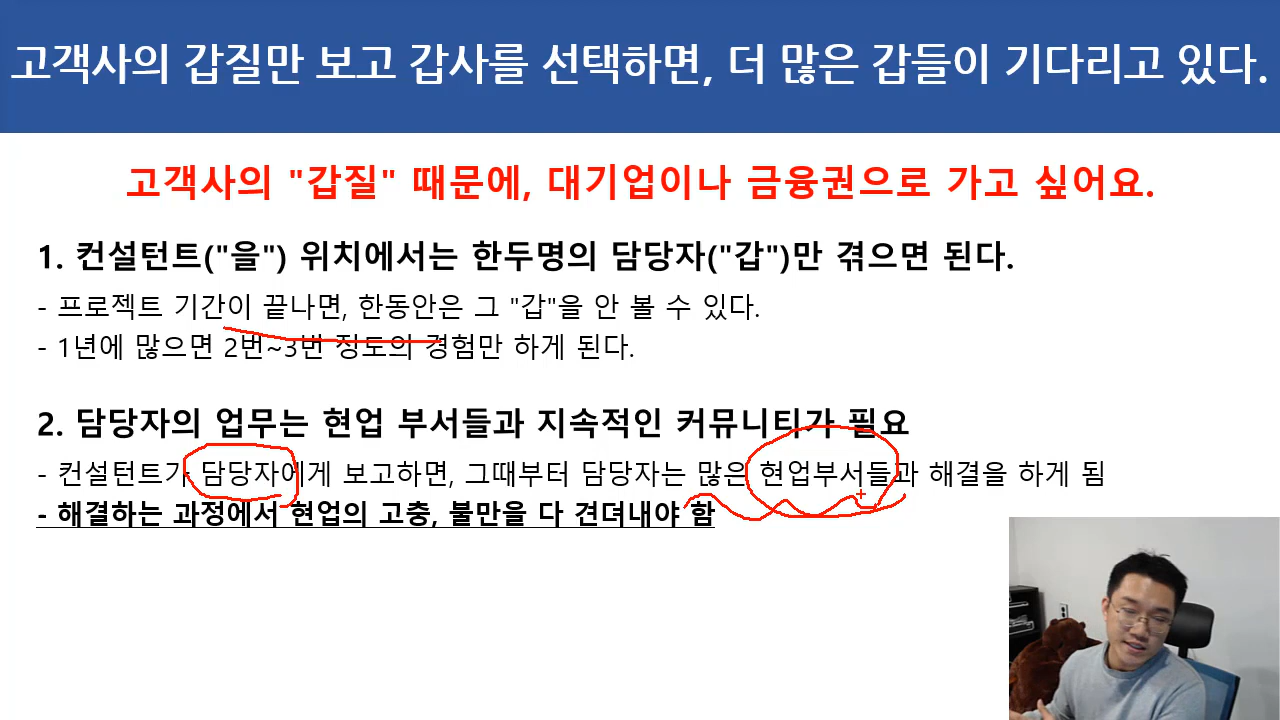 고객사의 갑질만 보고 갑사를 선택하면, 더 많은 갑들이 기다리고 있다.
고객사의 "갑질" 때문에, 대기업이나 금융권으로 가고 싶어요.
1. 컨설턴트("을") 위치에서는 한두명의 담당자("갑")만 겪으면 된다.
- 프로젝트 기간이 끝나면, 한동안은 그 "갑"을 안 볼 수 있다.
- 1년에 많으면 2번~3번 정도의 경험만 하게 된다.
2. 담당자의 업무는 현업 부서들과 지속적인 커뮤니티가 필요
- 컨설턴트가 담당자에게 보고하면, 그때부터 담당자는 많은 현업부서들과 해결을 하게 됨
- 해결하는 과정에서 현업의 고충, 불만을 다 견뎌내야 함